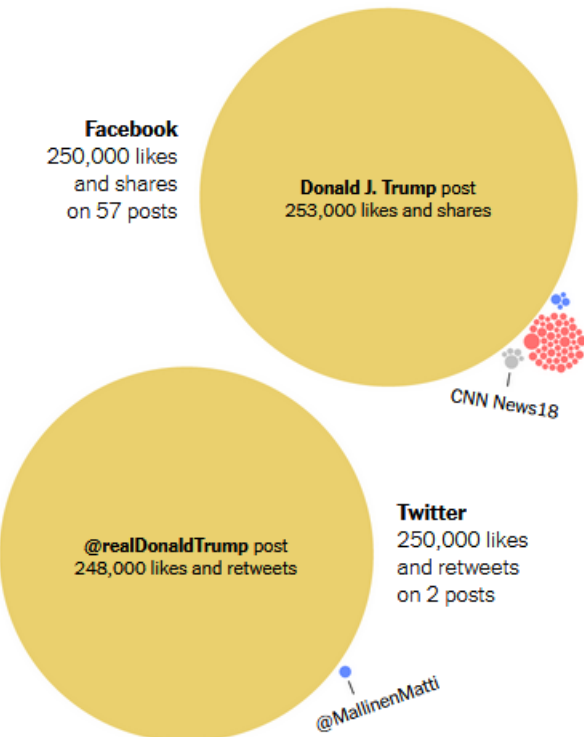 Facebook
250,000 likes
and shares
on 57 posts
Donald J. Trump post
253,000 likes and shares
CNN News18
@realDonaldTrump post
248,000 likes and retweets
Twitter
250,000 likes
and retweets
on 2 posts
@MallinenMatti